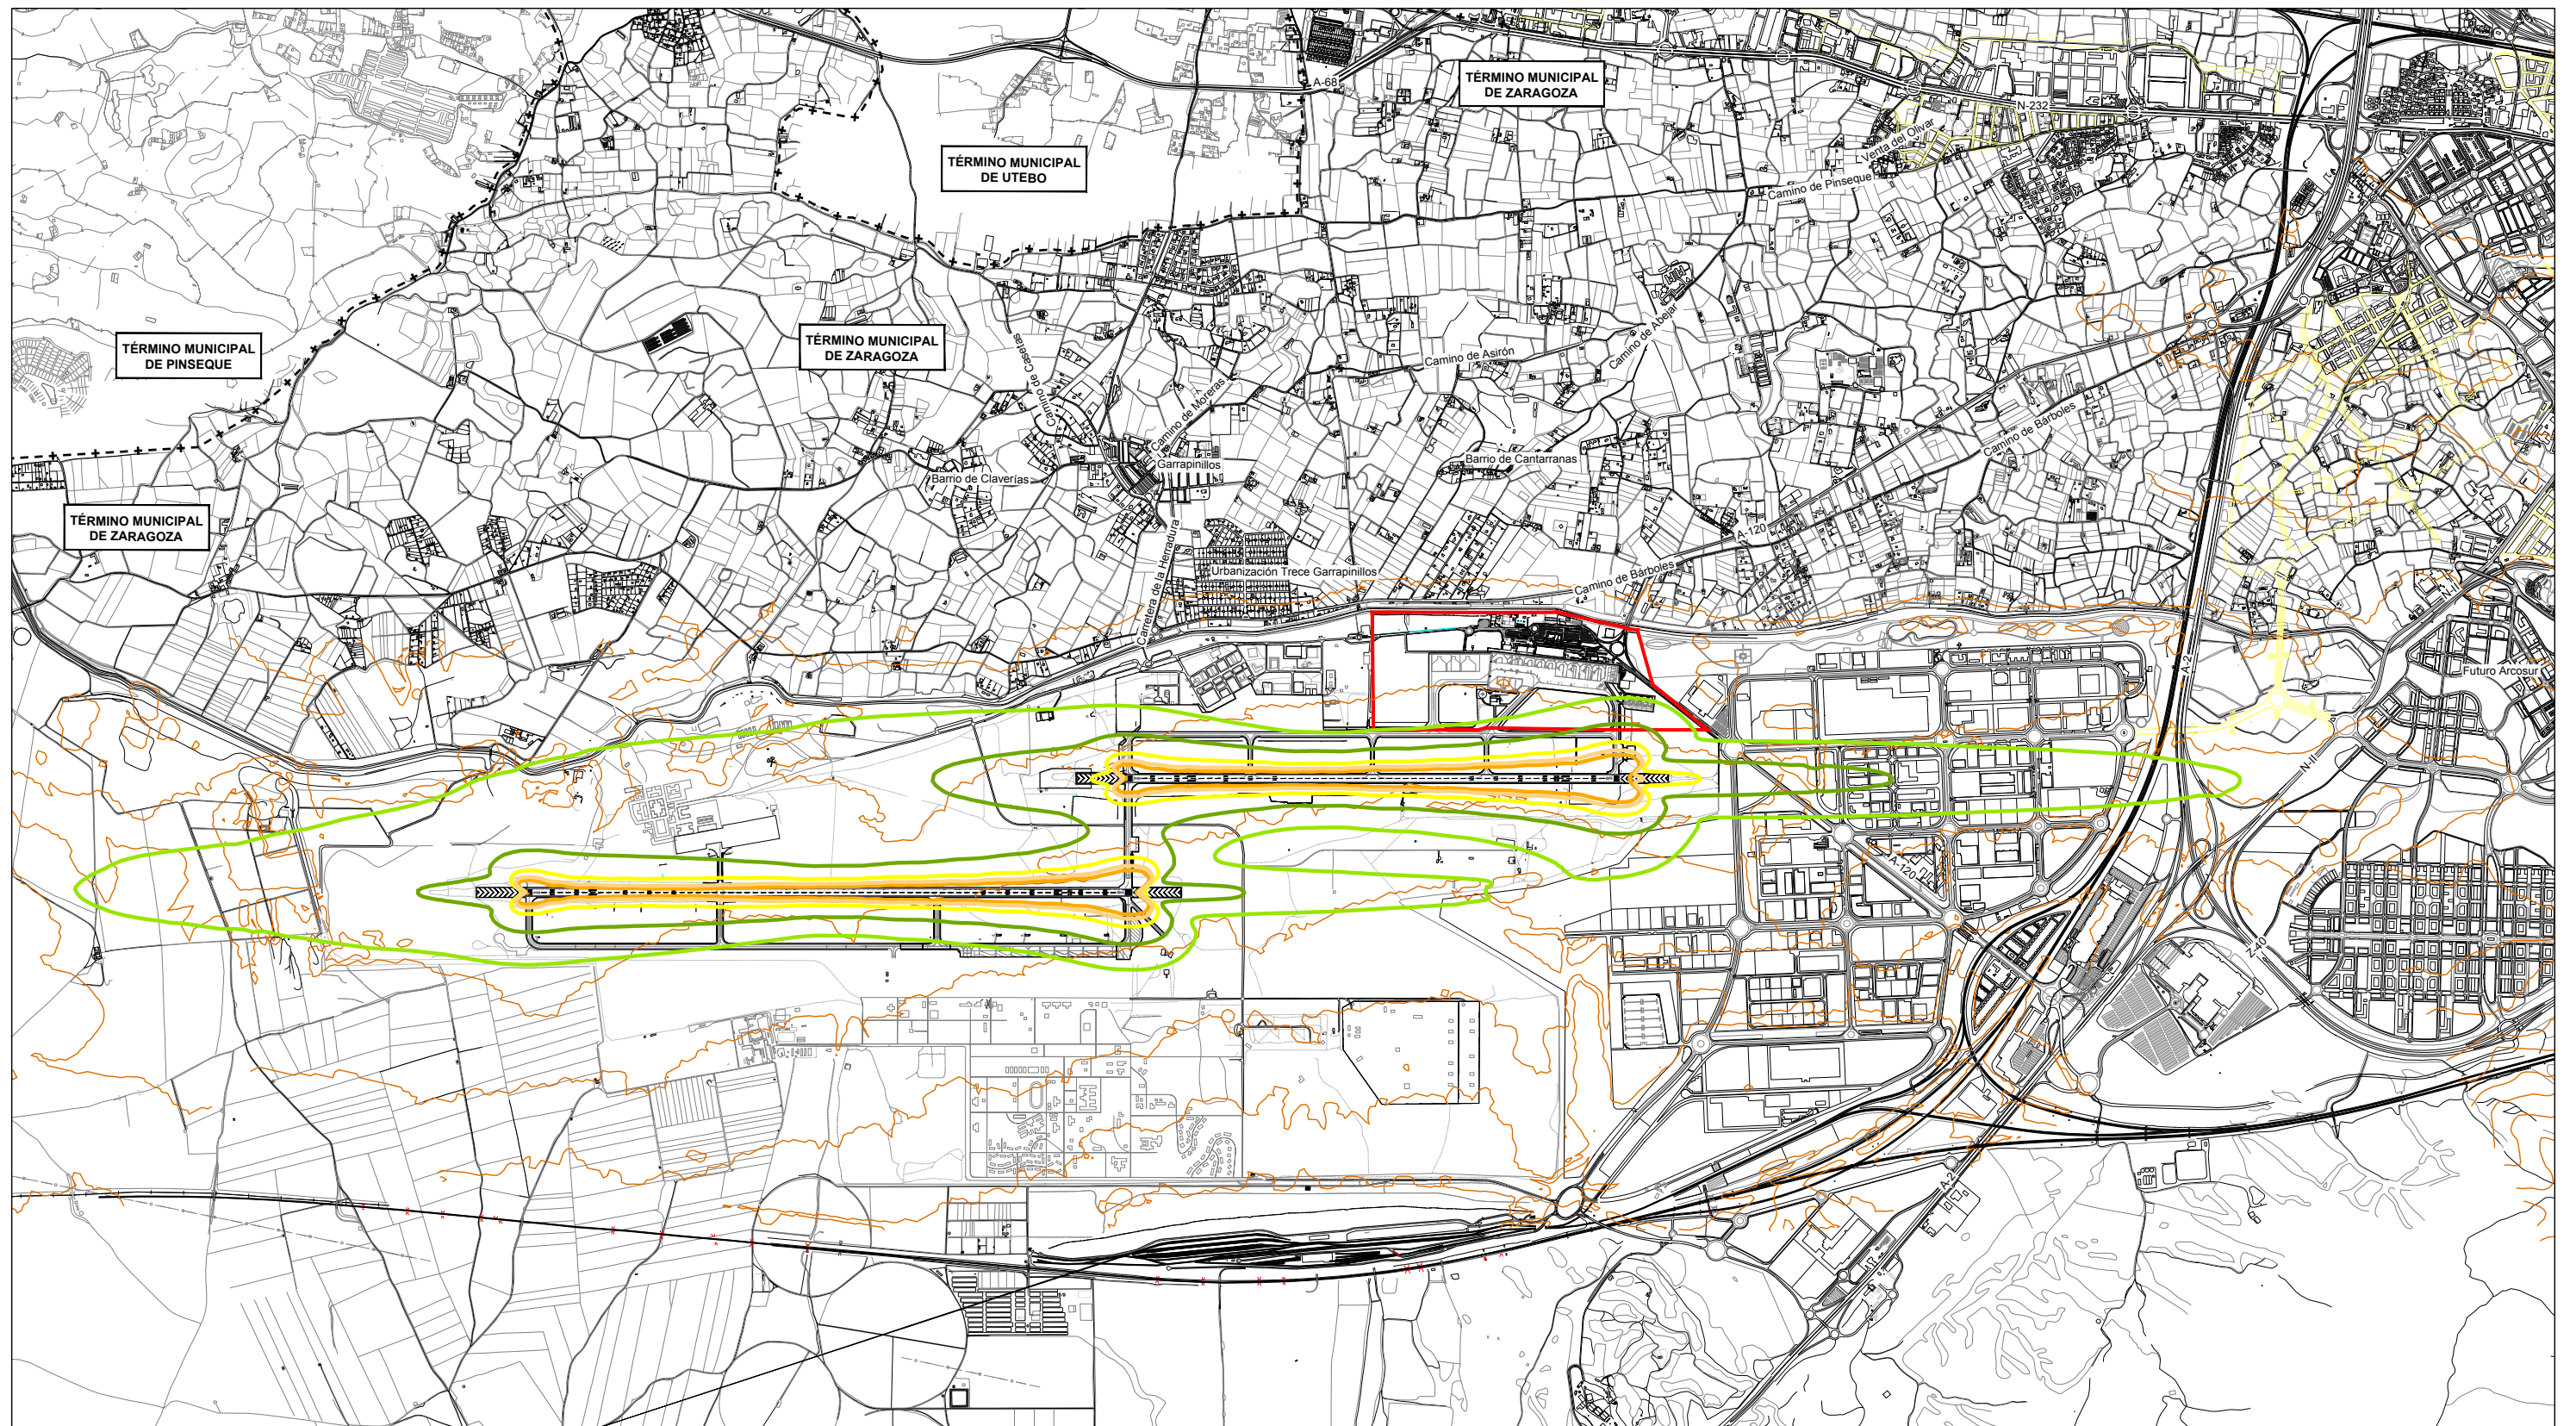 A-68
TÉRMINO MUNICIPAL
DE ZARAGOZA
N-232
TÉRMINO MUNICIPAL
DE UTEBO
Venta del Olivar
Camino de Pinseque
TÉRMINO MUNICIPAL
DE PINSEQUE
TÉRMINO MUNICIPAL
DE ZARAGOZA
Camino de Caseras
Camino de Moreras
Camino de Asirón
Camino de Abejar
Camino de Bárboles
Garrapinillos
Barrio de Claverías
Barrio de Cantarranas
TÉRMINO MUNICIPAL
DE ZARAGOZA
A-120
Carretera de la Herradura
Urbanización Trece Garrapinillos
Camino de Bárboles
N-II
A-2
Futuro Arcosur
N-II
A-120
Z-40
A-2